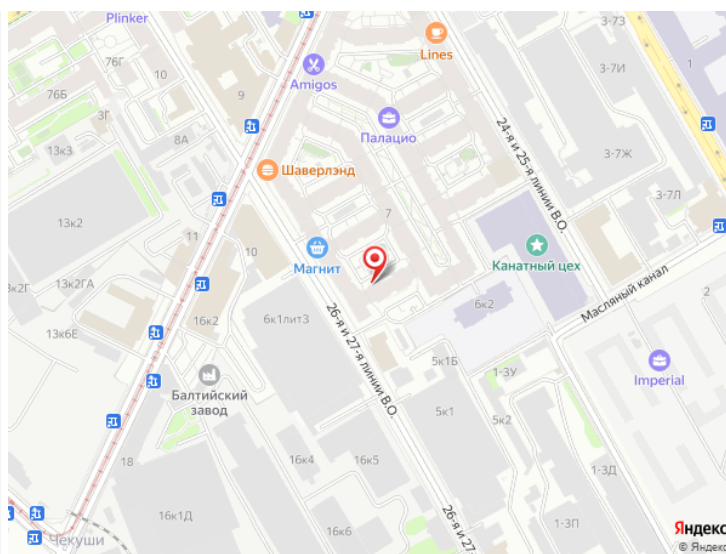 Plinker
76Г
10
76Б
3Г
13к3
8А
9
Amigos
Lines
Палацио
3-73
3-7И
1
3-7Ж
3-7Л
24-я и 25-я линии В.О.
Шаверлэнд
7
13к2
11
10
Магнит
Канатный цех
13к2ГА
13к6Е
16к2
6к1лит3
6к2
Масляный канал
2
26-я и 27-я линии В.О.
5к1Б
1-3У
Imperial
Балтийский
завод
5к1
5к2
18
16к4
16к5
1-3Д
16к1Д
16к6
26-я и 27-
1-3П
Чекуши
Яндекс
© Яндекс